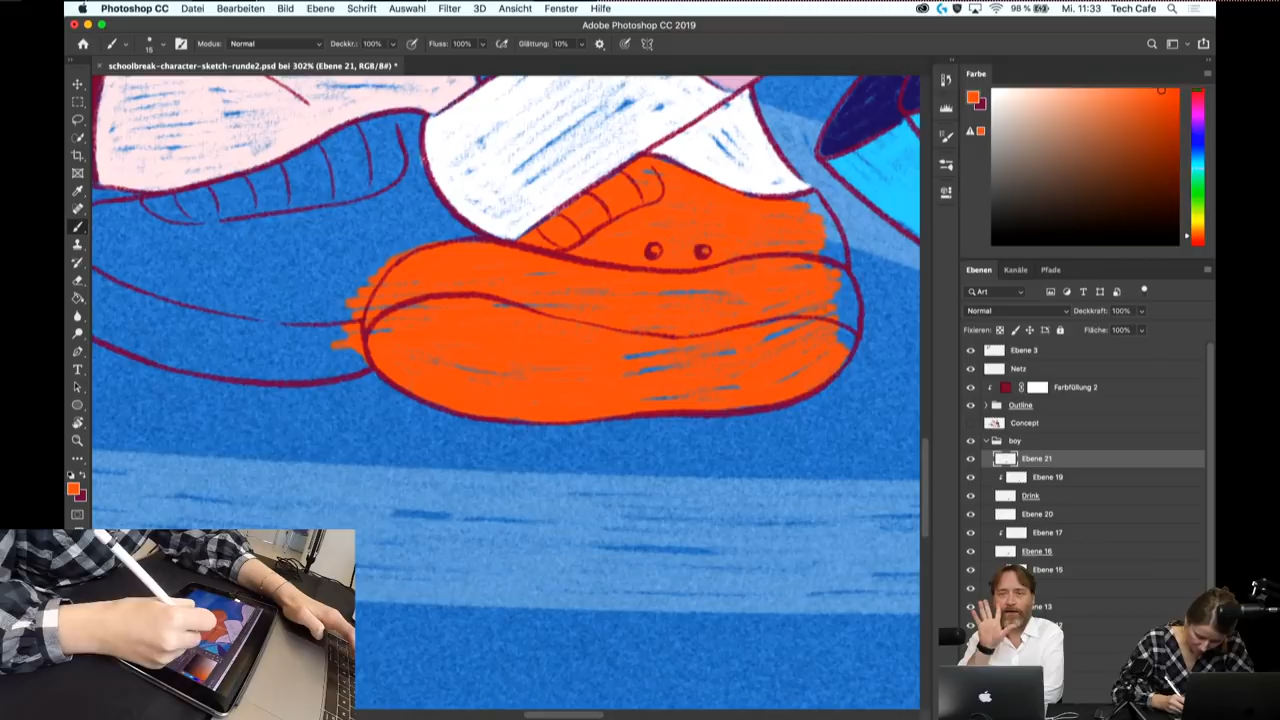 Photoshop CC Datei Bearbeiten Bild Ebene Schrift Auswahl Filter 3D Ansicht Fenster Hilfe 98 % Mi. 11:33 Tech Cafe
Adobe Photoshop CC 2019
15 Modus: Normal Deckkr.: 100% Fluss: 100% Glättung: 10%
schoolbreak-character-sketch-runde2.psd bei 302% (Ebene 21, RGB/8#) *
Farbe
Ebenen Kanäle Pfade
Art
Normal Deckkraft: 100%
Fixieren: Fläche: 100%
Ebene 3
Netz
Farbfüllung 2
Outline
Concept
boy
Ebene 21
Ebene 19
Drink
Ebene 20
Ebene 17
Ebene 16
Ebene 15
13